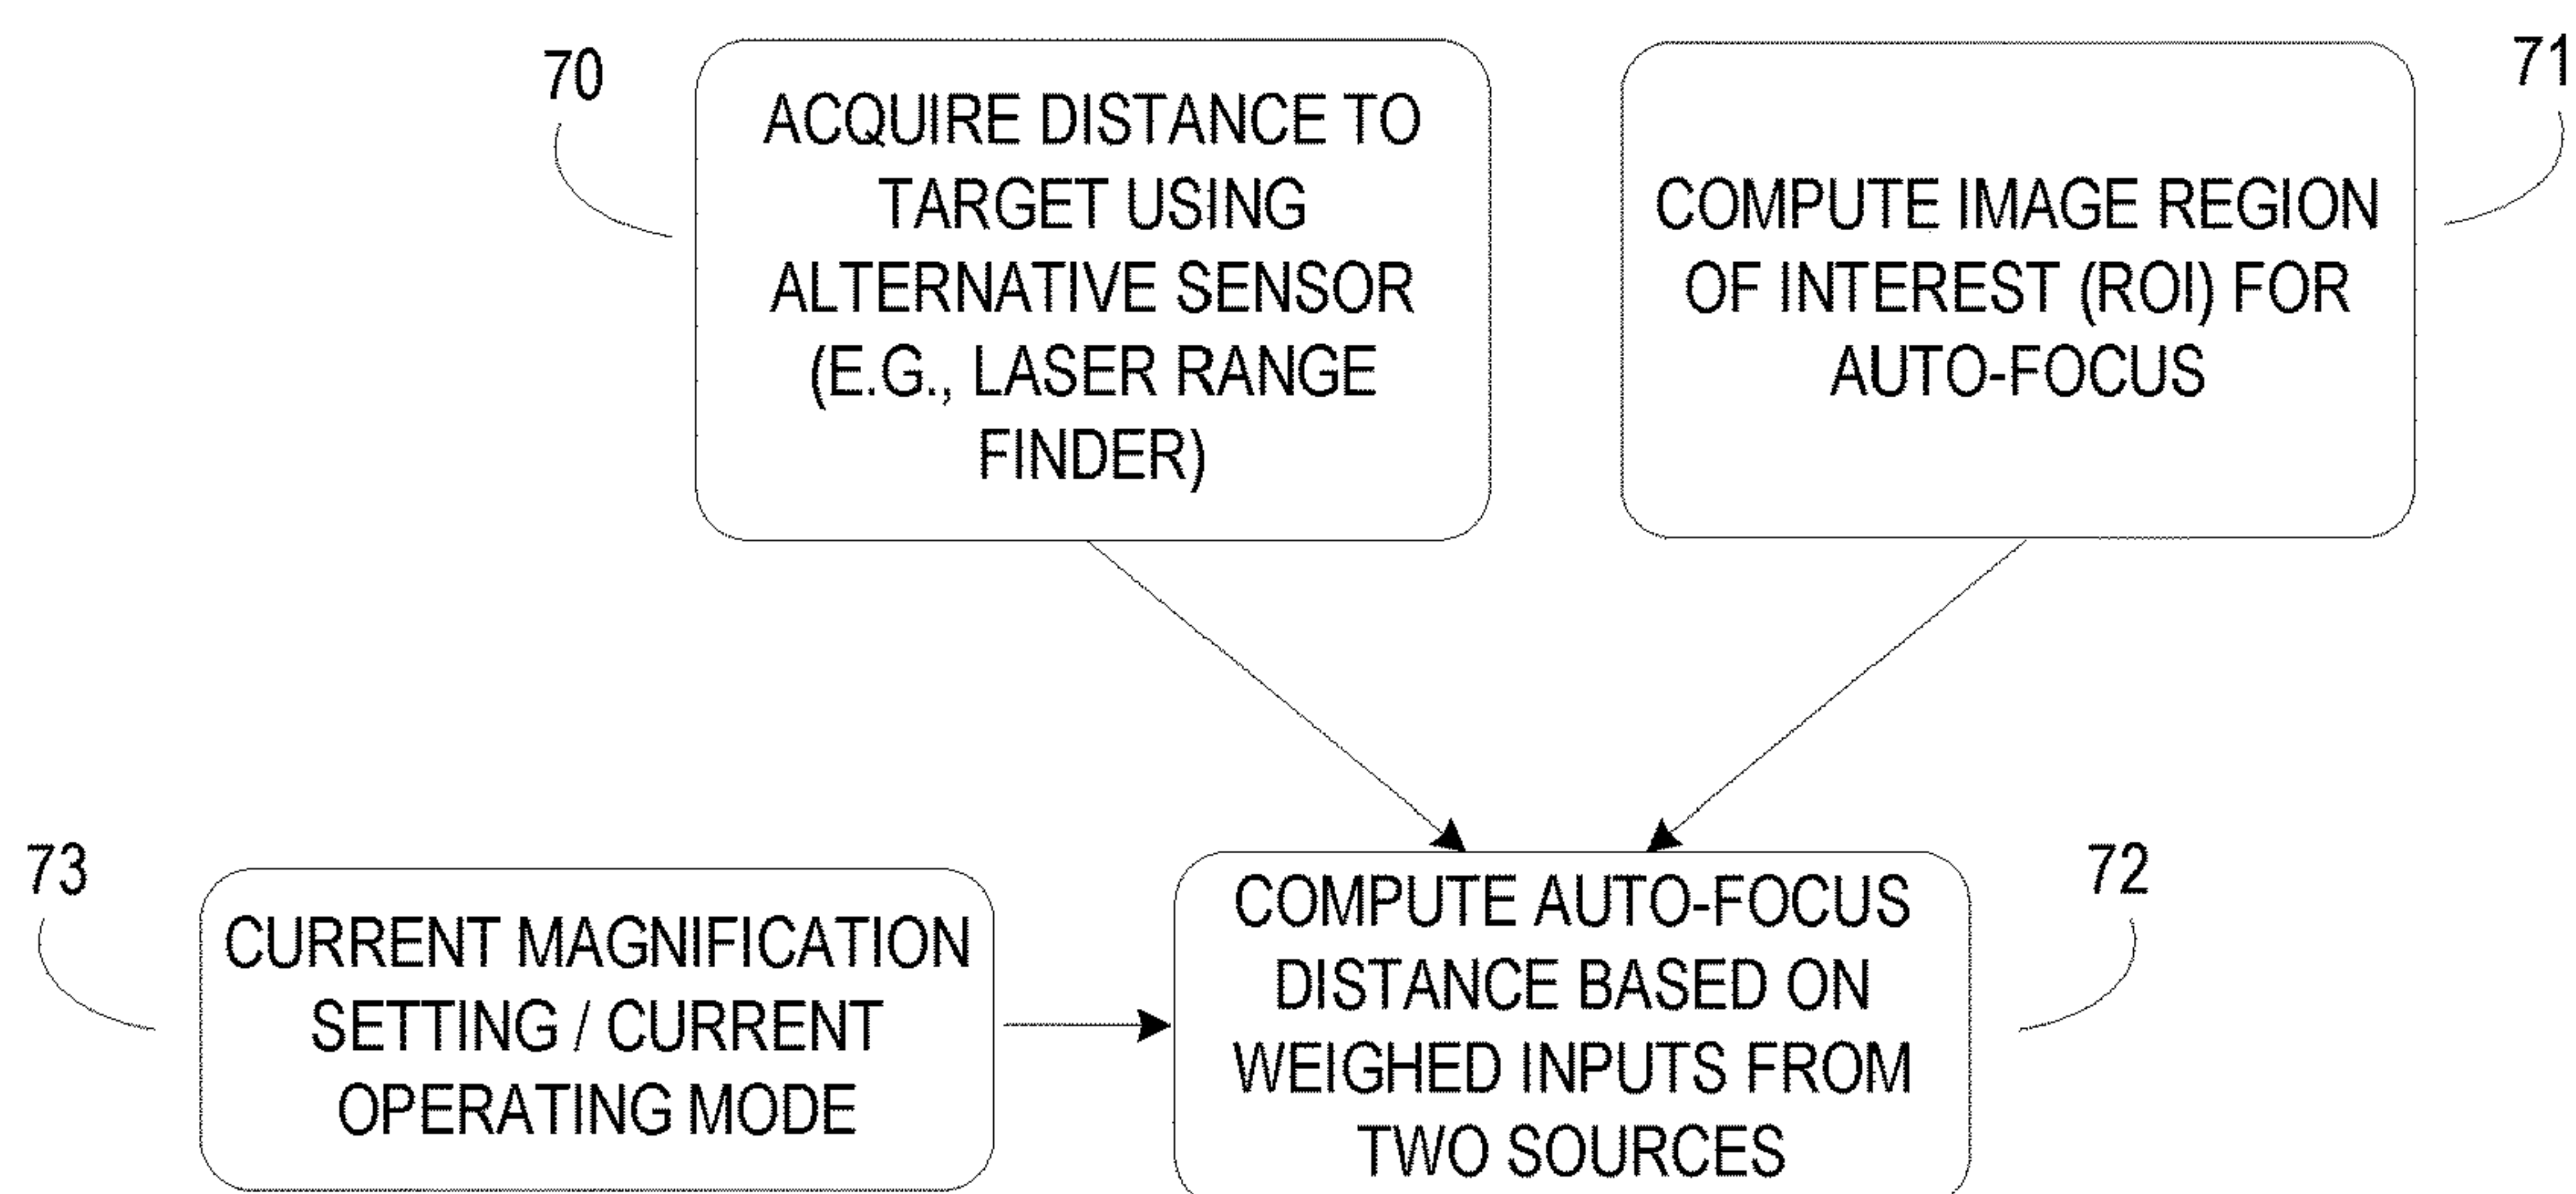 70
ACQUIRE DISTANCE TO
TARGET USING
ALTERNATIVE SENSOR
(E.G., LASER RANGE
FINDER)
71
COMPUTE IMAGE REGION
OF INTEREST (ROI) FOR
AUTO-FOCUS
73
CURRENT MAGNIFICATION
SETTING / CURRENT
OPERATING MODE
72
COMPUTE AUTO-FOCUS
DISTANCE BASED ON
WEIGHED INPUTS FROM
TWO SOURCES